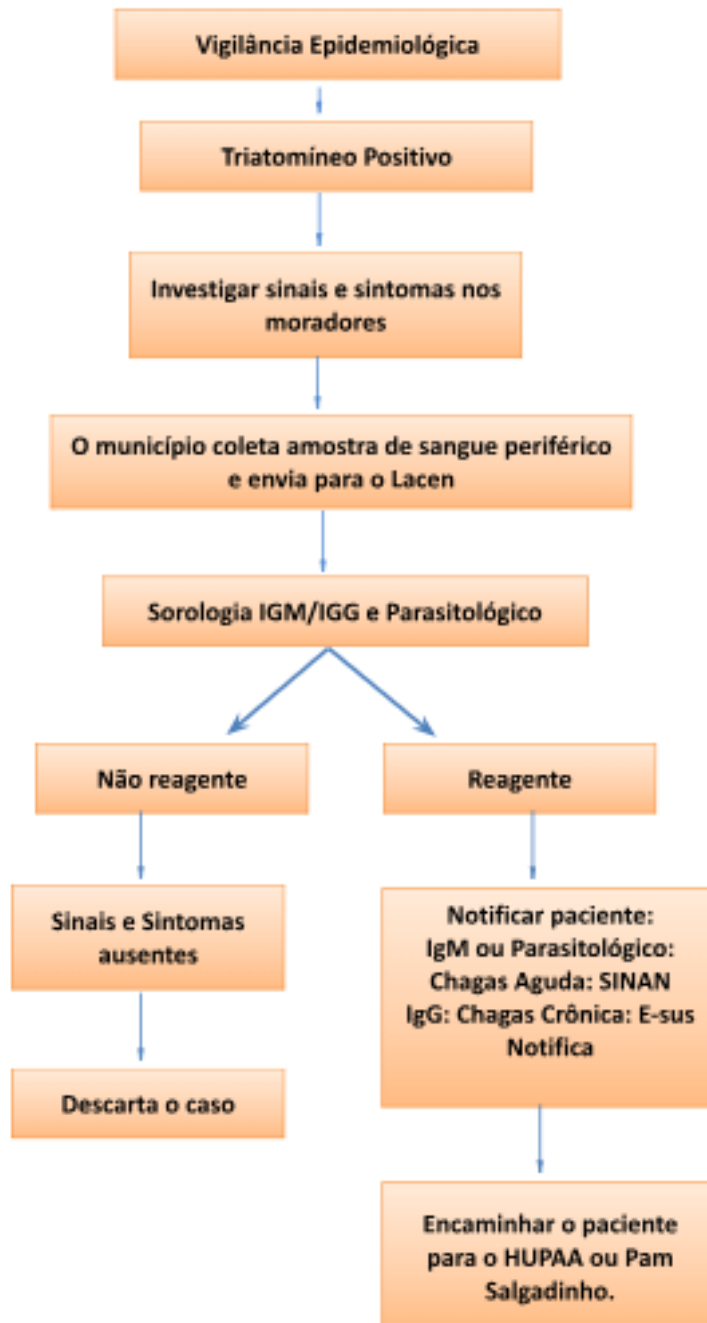 Vigilância Epidemiológica
Triatomíneo Positivo
Investigar sinais e sintomas nos
moradores
O município coleta amostra de sangue periférico
e envia para o Lacen
Sorologia IGM/IGG e Parasitológico
Não reagente
Reagente
Sinais e Sintomas
ausentes
Descarta o caso
Notificar paciente:
IgM ou Parasitológico:
Chagas Aguda: SINAN
IgG: Chagas Crônica: E-sus
Notifica
Encaminhar o paciente
para o HUPAA ou Pam
Salgadinho.